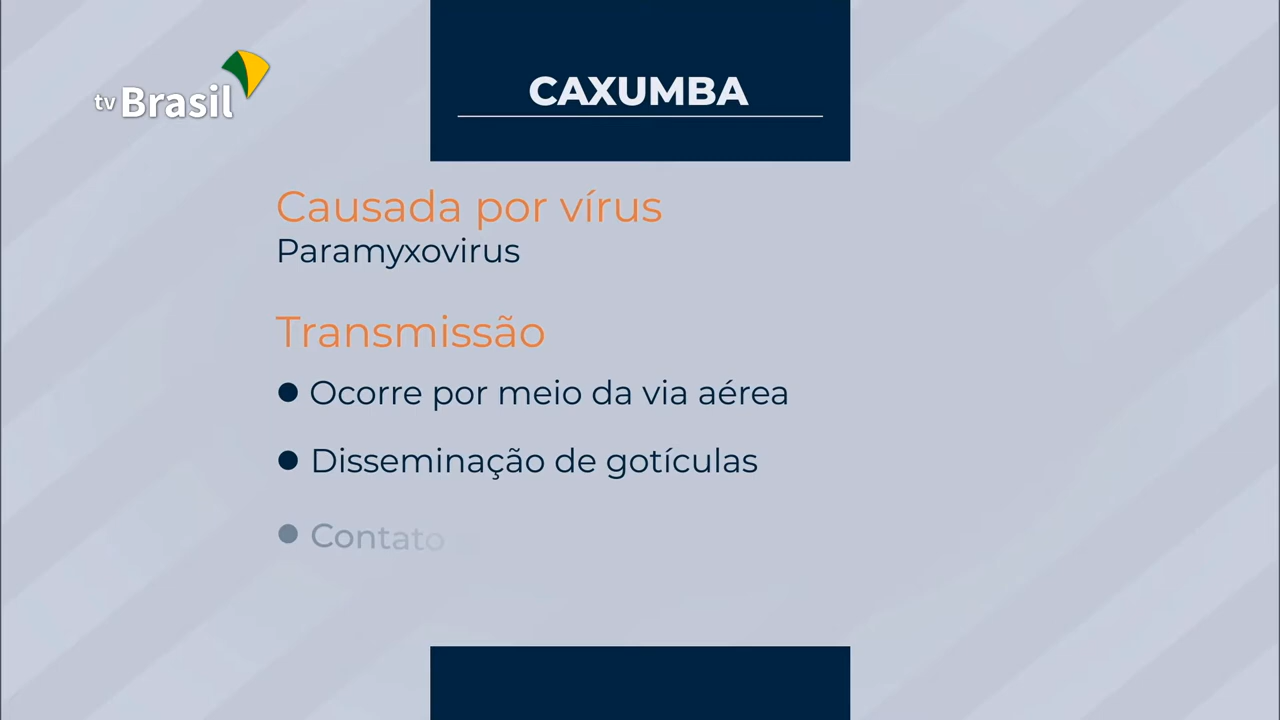 tv Brasil
CAXUMBA
Causada por vírus
Paramyxovirus
Transmissão
● Ocorre por meio da via aérea
● Disseminação de gotículas
● Contato